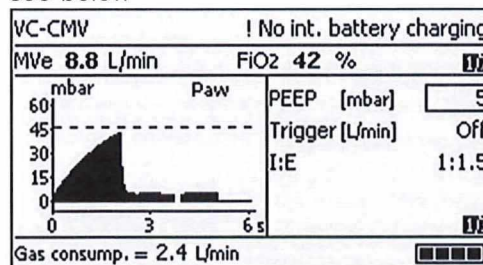 VC-CMV ! No int. battery charging
MVe 8.8 L/min FiO2 42 %
mbar Paw
60
45
30
15
0
0 3 6 s
PEEP [mbar] 5
Trigger [L/min] Off
I:E 1:1.5
Gas consump. = 2.4 L/min